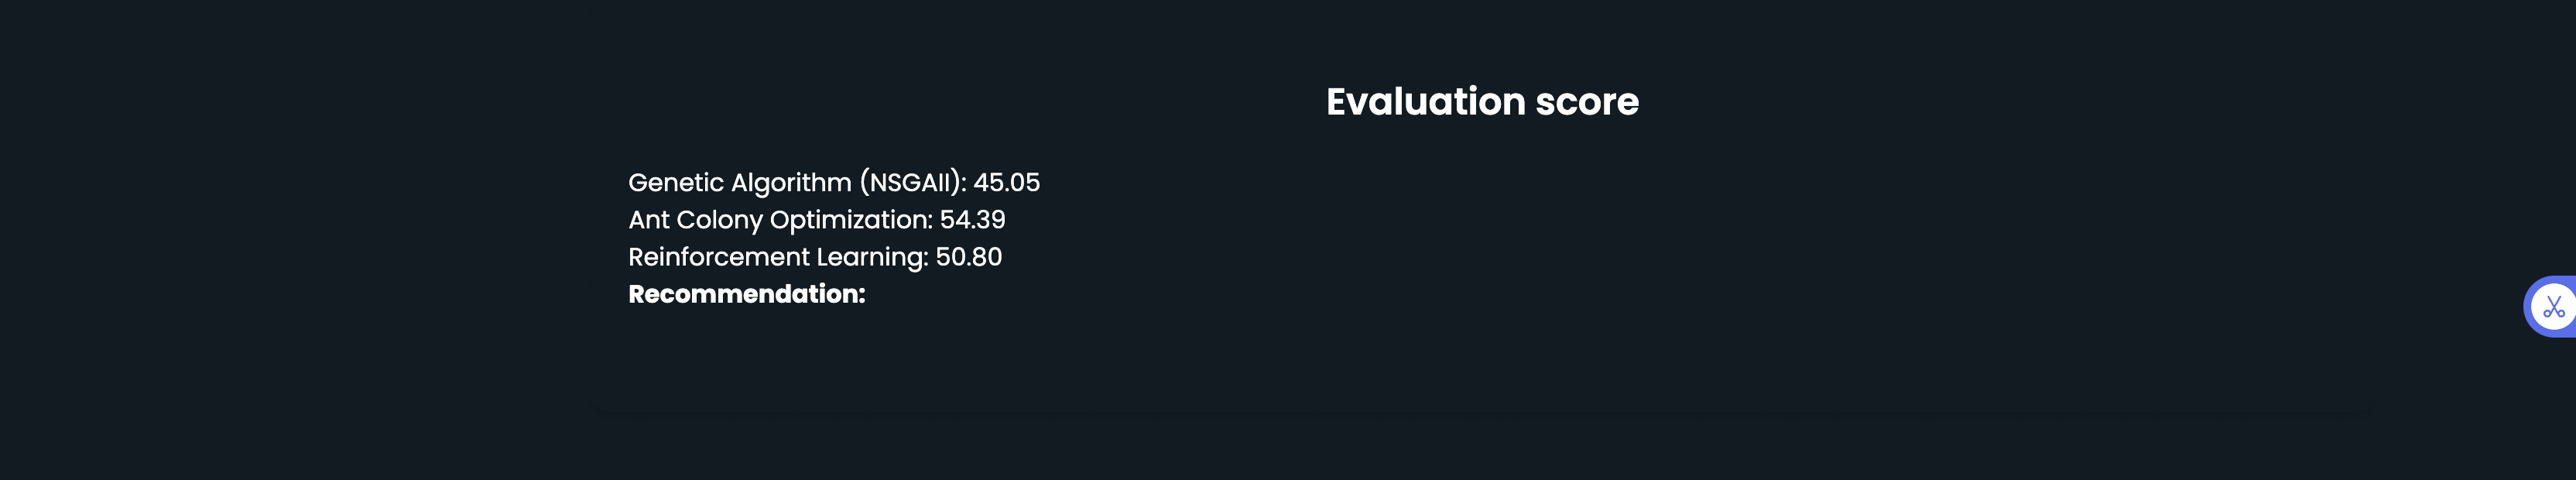 Evaluation score
Genetic Algorithm (NSGAII): 45.05
Ant Colony Optimization: 54.39
Reinforcement Learning: 50.80
Recommendation: